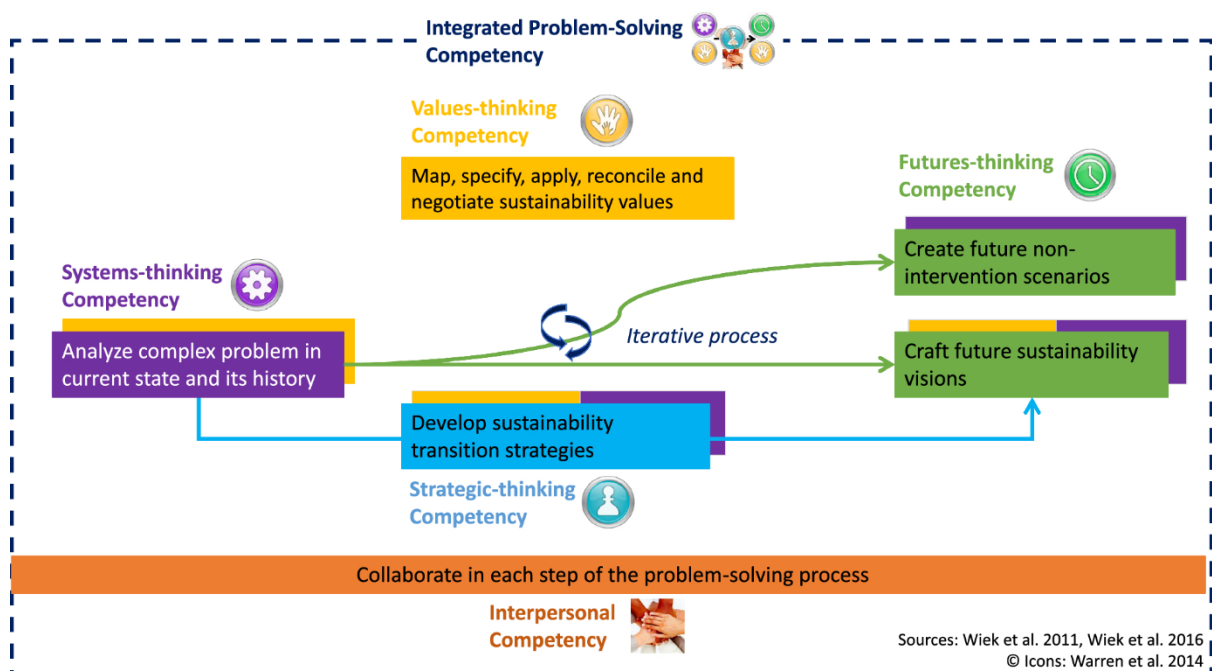 Integrated Problem-Solving
Competency
Values-thinking
Competency
Map, specify, apply, reconcile and
negotiate sustainability values
Futures-thinking
Competency
Create future non-
intervention scenarios
Systems-thinking
Competency
Analyze complex problem in
current state and its history
Iterative process
Craft future sustainability
visions
Develop sustainability
transition strategies
Strategic-thinking
Competency
Collaborate in each step of the problem-solving process
Interpersonal
Competency
Sources: Wiek et al. 2011, Wiek et al. 2016
© Icons: Warren et al. 2014